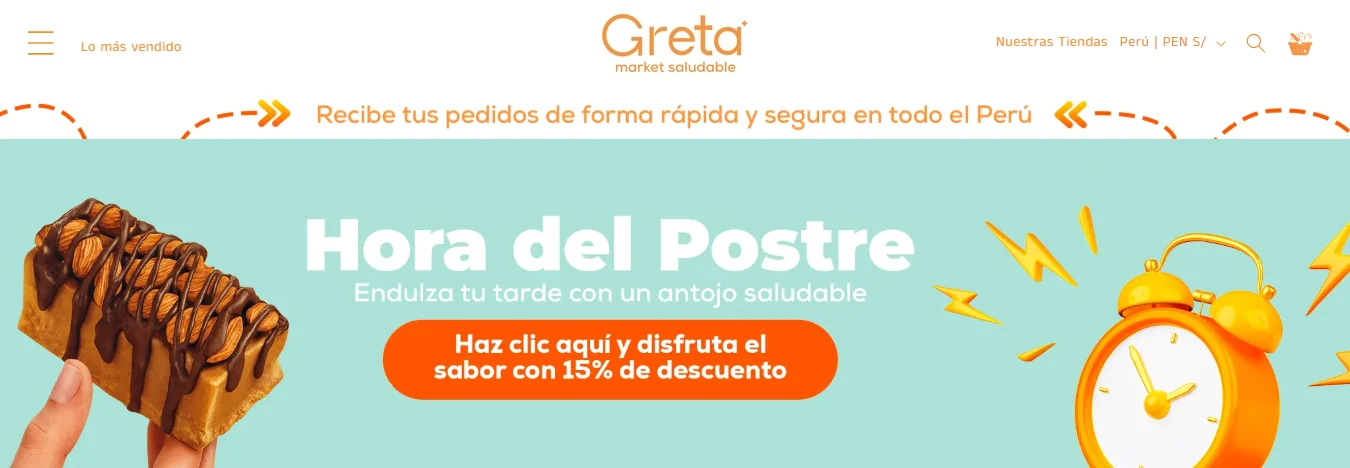 Lo más vendido
Greta
market saludable
Nuestras Tiendas
Perú | PEN S/
Recibe tus pedidos de forma rápida y segura en todo el Perú
Hora del Postre
Endulza tu tarde con un antojo saludable
Haz clic aquí y disfruta el
sabor con 15% de descuento